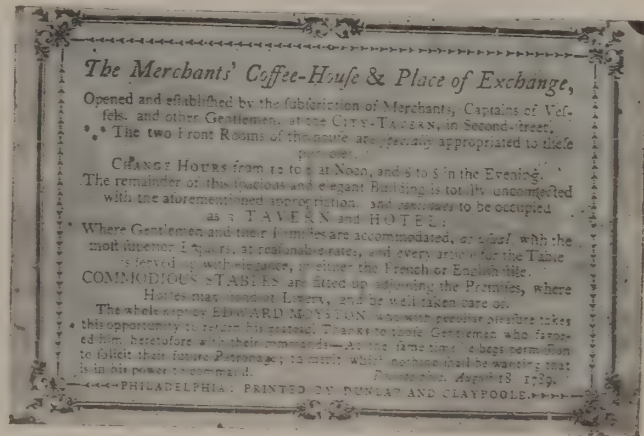 The Merchants' Coffee-House & Place of Exchange,
Opened and eſtabliſhed by the ſubſcription of Merchants, Captains of Veſ-
ſels, and other Gentlemen, at the CITY-TAVERN, in Second-ſtreet,
The two Front Rooms of the houſe are ſpecially appropriated to theſe
CHANGE HOURS from 12 to at Noon, and 6 to in the Evening.
The remainder of this ſpacious and elegant Building is totally unconnected
with the aforementioned appropriation, and continues to be occupied
as a TAVERN and HOTEL:
Where Gentlemen and their Families are accommodated, as uſual, with the
moſt ſuperior Liquors, at reaſonable rates, and every article for the Table
is ſerved up with elegance, in either the French or Engliſh ſtile.
COMMODIOUS STABLES are fitted up adjoining the Premiſes, where
Horſes may ſtand at Livery, and be well taken care of.
The whole kept by EDWARD MOYSTON, who with peculiar pleaſure takes
this opportunity to return his grateful Thanks to thoſe Gentlemen who favor-
ed him heretofore with their commands—At the ſame time he begs permiſſion
to ſolicit their future Patronage; to merit which nothing ſhall be wanting that
is in his power to command. Auguſt 18, 1789.
PHILADELPHIA: PRINTED BY DUNLAP AND CLAYPOOLE.